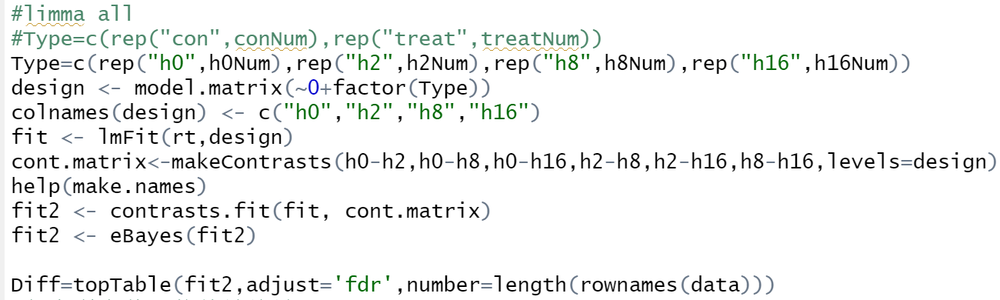 #limma all
#Type=c(rep("con",conNum),rep("treat",treatNum))
Type=c(rep("h0",h0Num),rep("h2",h2Num),rep("h8",h8Num),rep("h16",h16Num))
design <- model.matrix(~0+factor(Type))
colnames(design) <- c("h0","h2","h8","h16")
fit <- lmFit(rt,design)
cont.matrix<-makeContrasts(h0-h2,h0-h8,h0-h16,h2-h8,h2-h16,h8-h16,levels=design)
help(make.names)
fit2 <- contrasts.fit(fit, cont.matrix)
fit2 <- eBayes(fit2)
Diff=topTable(fit2,adjust='fdr',number=length(rownames(data)))